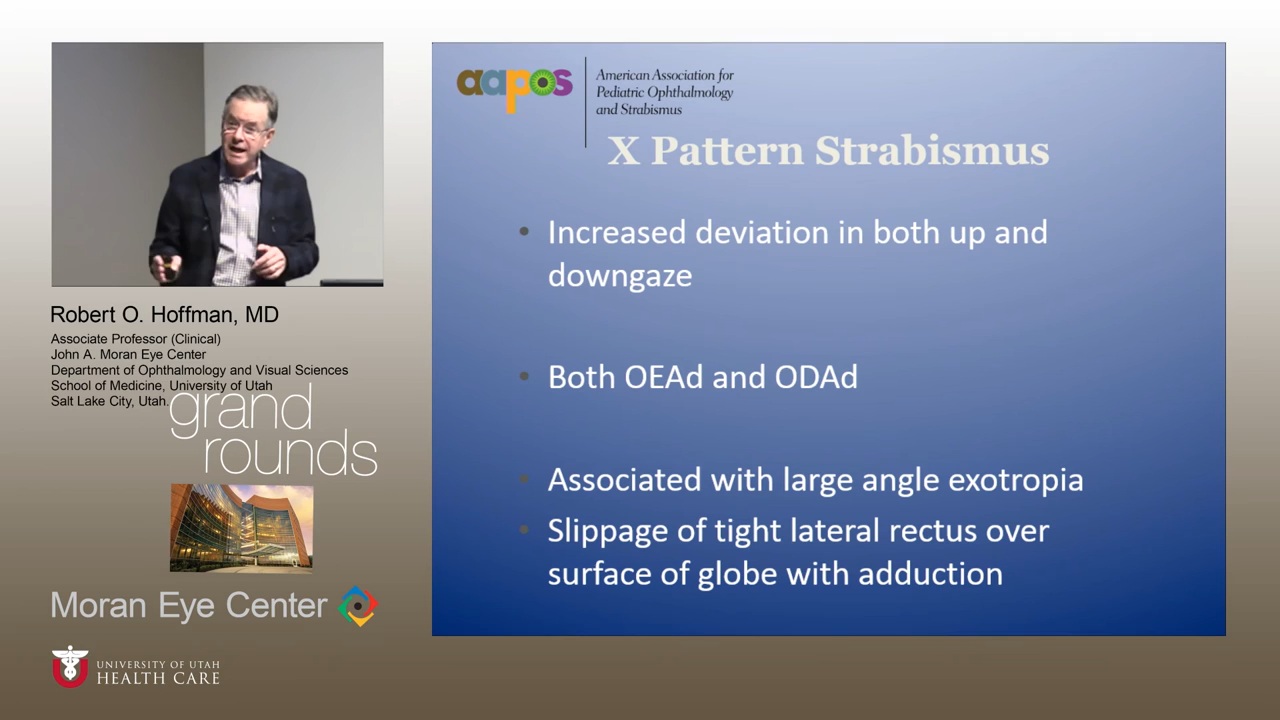 aapos
American Association for
Pediatric Ophthalmology
and Strabismus
X Pattern Strabismus
• Increased deviation in both up and
downgaze
• Both OEAd and ODAd
• Associated with large angle exotropia
• Slippage of tight lateral rectus over
surface of globe with adduction
Robert O. Hoffman, MD
Associate Professor (Clinical)
John A. Moran Eye Center
Department of Ophthalmology and Visual Sciences
School of Medicine, University of Utah
Salt Lake City, Utah.
grand
rounds
Moran Eye Center
UNIVERSITY OF UTAH
HEALTH CARE